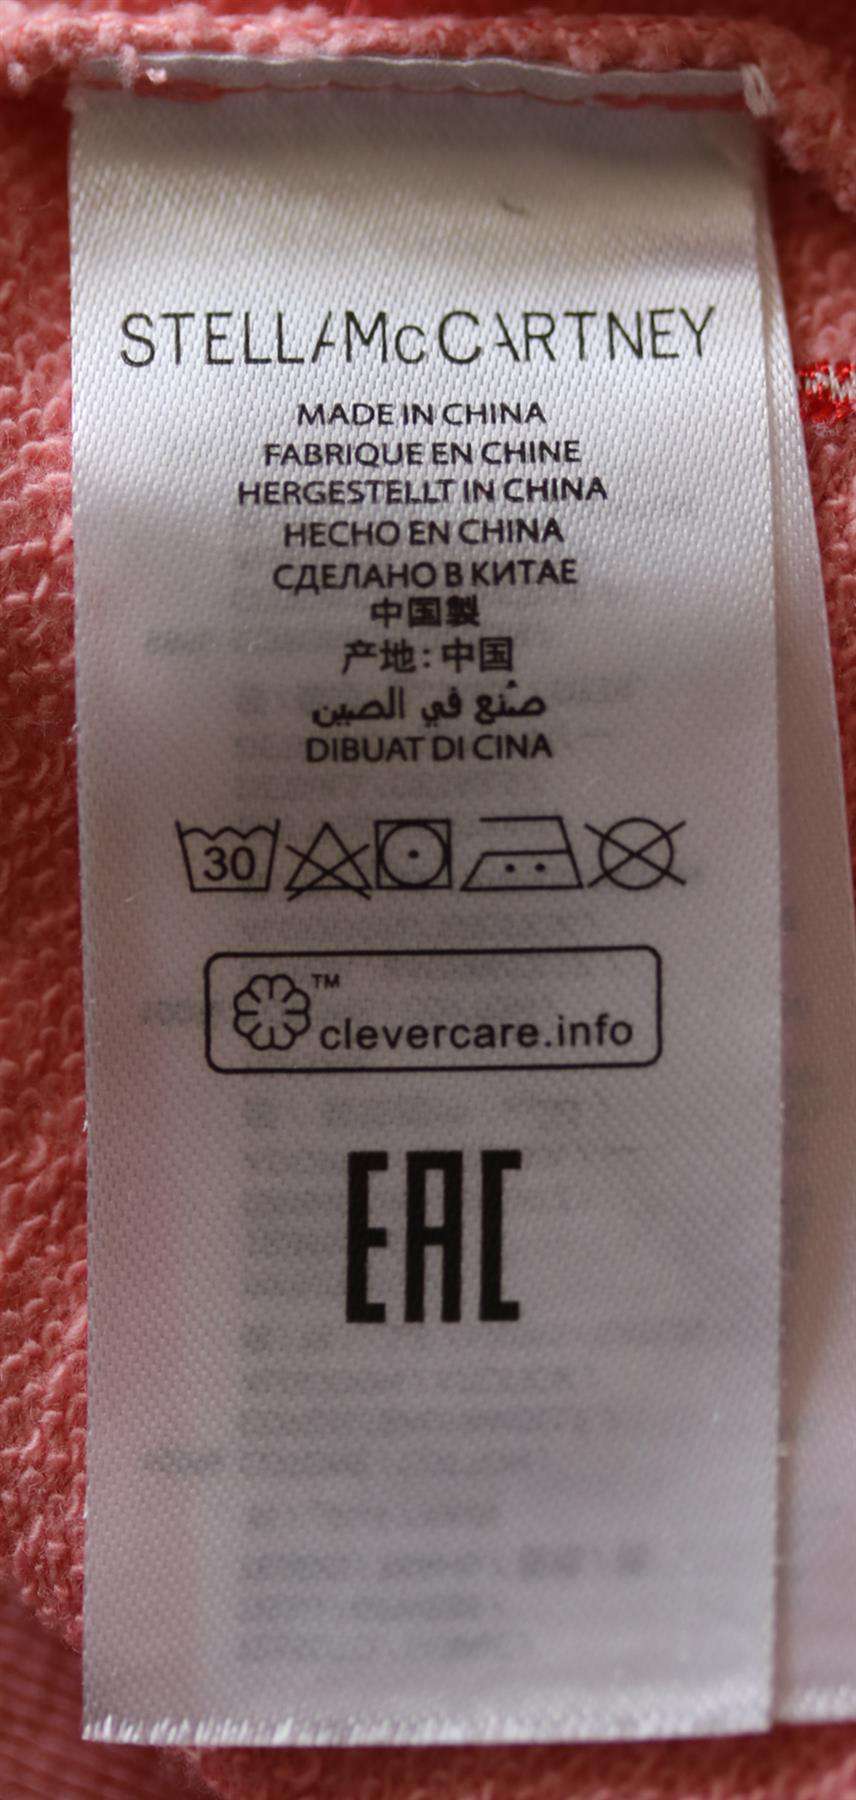 STELLAMcCARTNEY
MADE IN CHINA
FABRIQUE EN CHINE
HERGESTELLT IN CHINA
HECHO EN CHINA
СДЕЛАНО В КИТАЕ
中国製
产地:中国
صُنع في الصين
DIBUAT DI CINA
30
™
clevercare.info
EAC